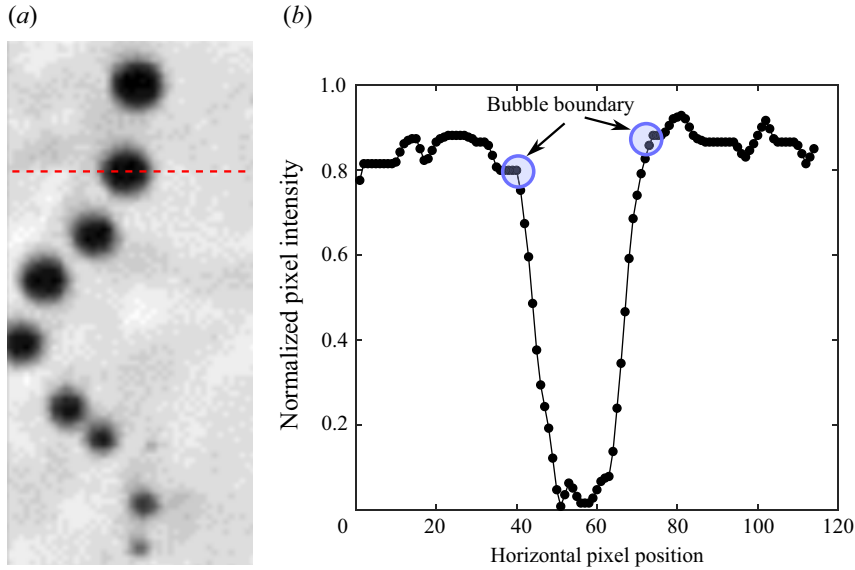 (a)
(b)
Bubble boundary
1.0
0.8
0.6
0.4
0.2
0
20
40
60
80
100
120
Normalized pixel intensity
Horizontal pixel position